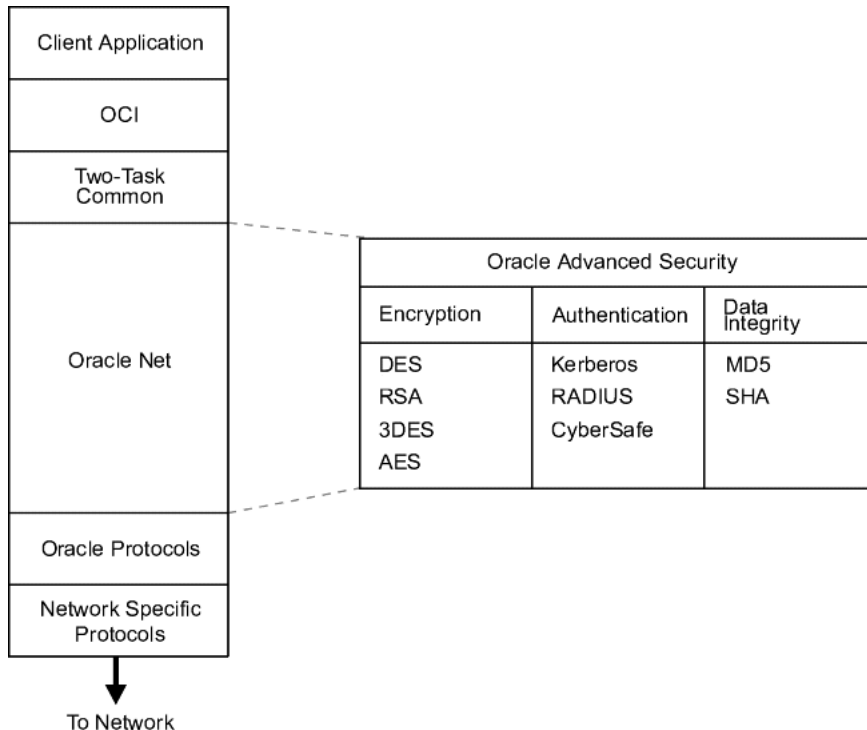 Client Application
OCI
Two-Task
Common
Oracle Net
Oracle Protocols
Network Specific
Protocols
To Network
Oracle Advanced Security
Encryption
DES
RSA
3DES
AES
Authentication
Kerberos
RADIUS
CyberSafe
Data
Integrity
MD5
SHA